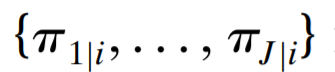 {π_{1|i}, . . . , π_{J|i}}